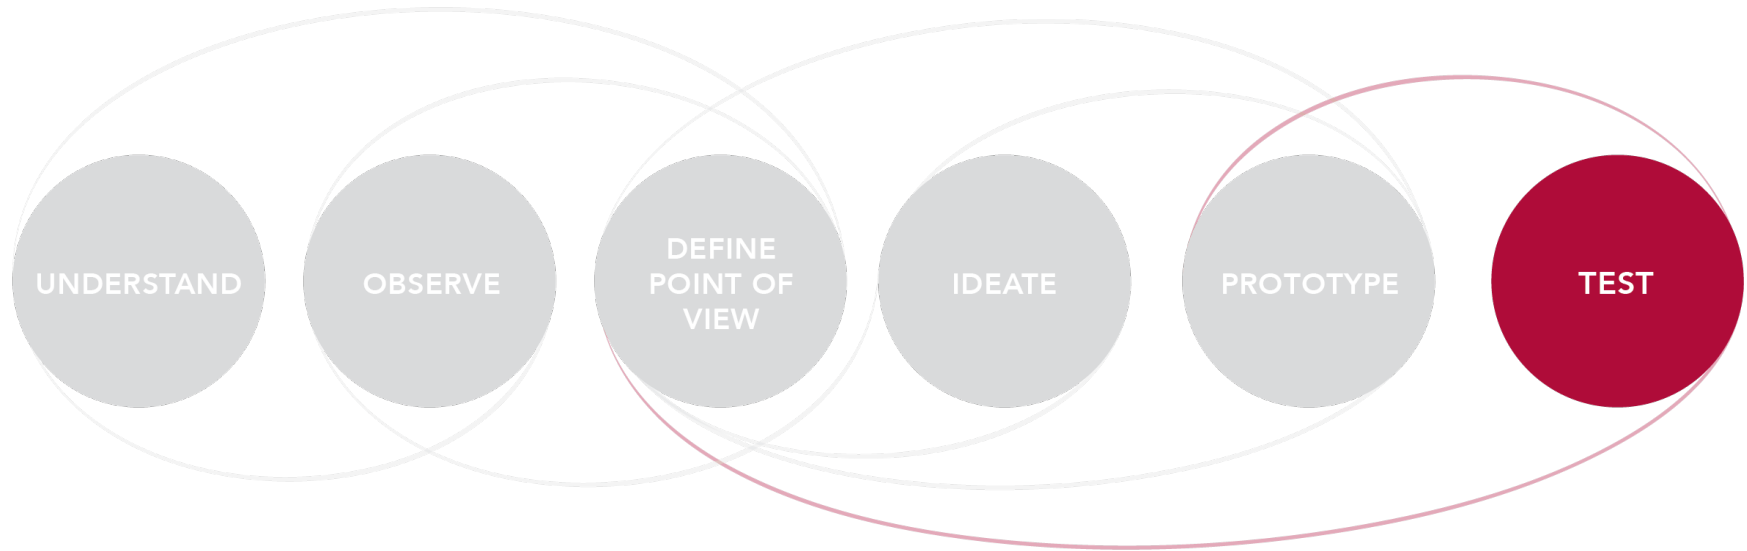 UNDERSTAND
OBSERVE
DEFINE
POINT OF
VIEW
IDEATE
PROTOTYPE
TEST